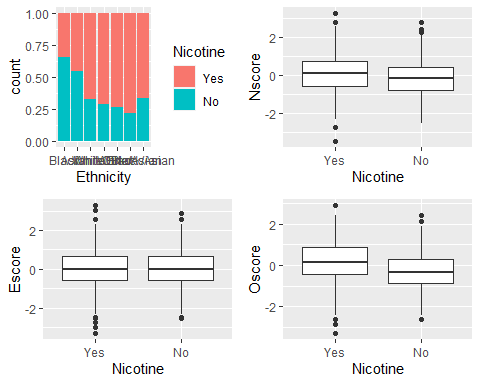 1.00
0.75
0.50
0.25
0.00
count
Ethnicity
Nicotine
Yes
No
2
0
-2
Nscore
Yes
No
Nicotine
2
0
-2
Escore
Yes
No
Nicotine
2
0
-2
Oscore
Yes
No
Nicotine